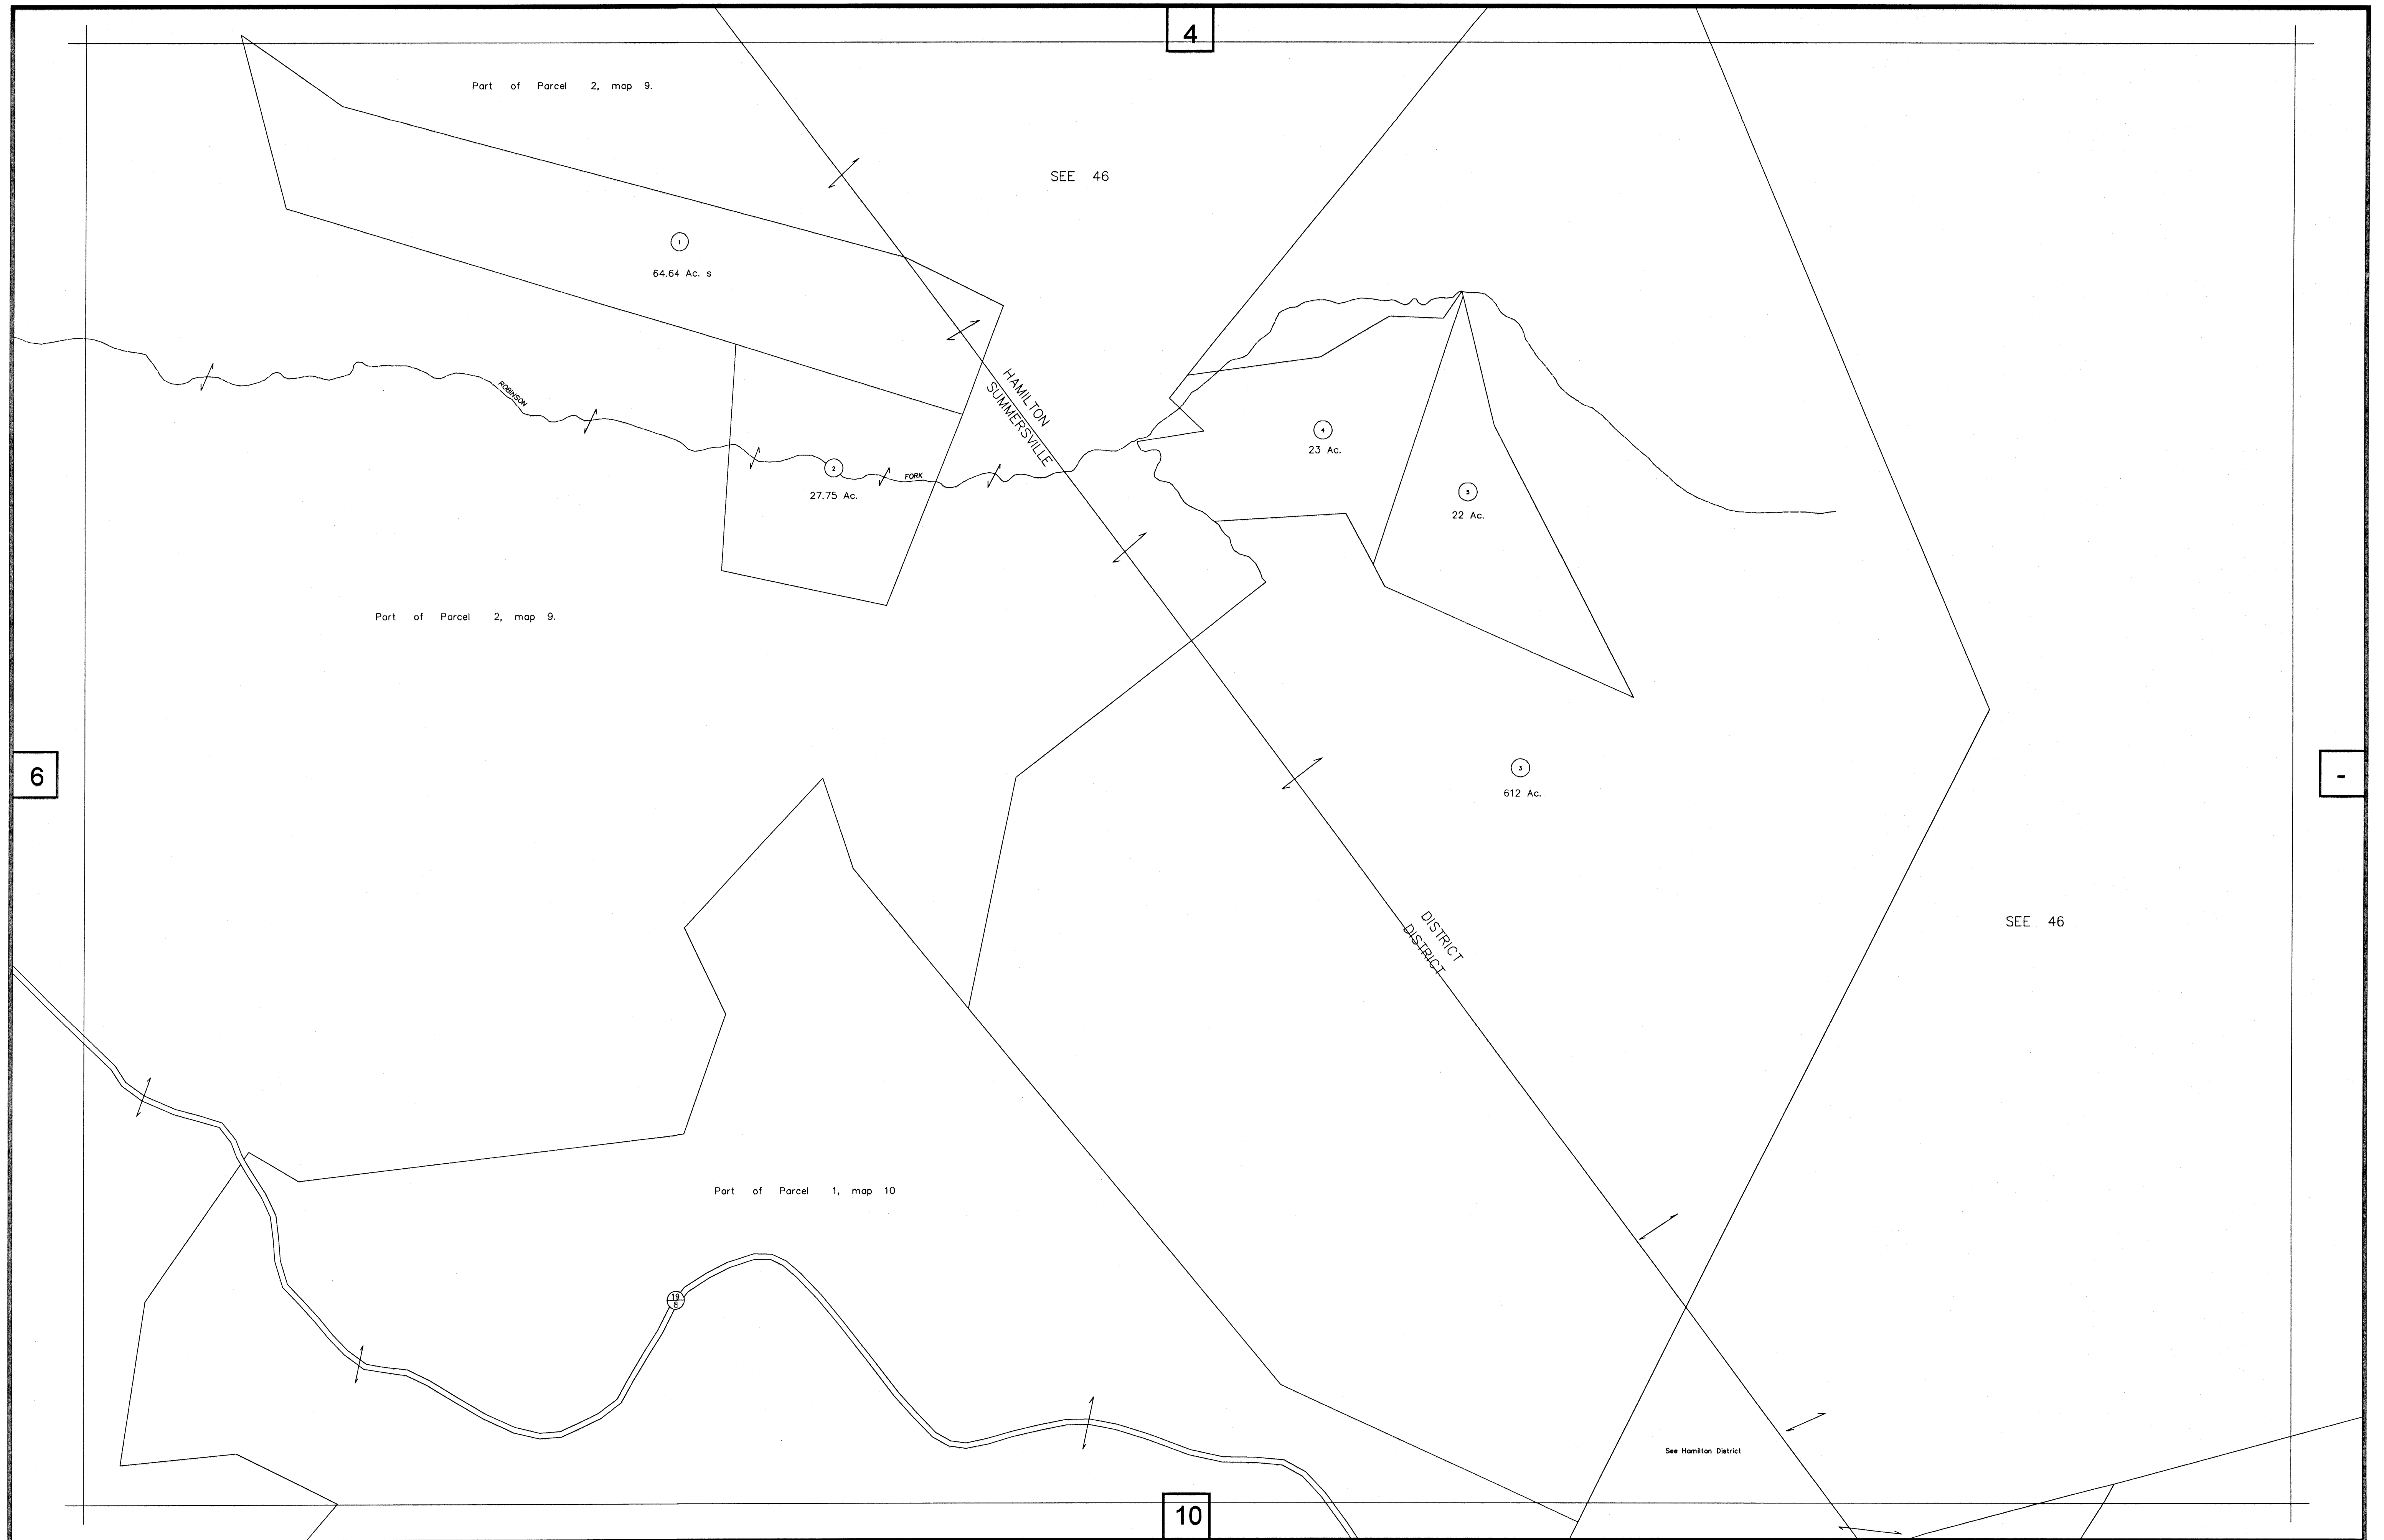 4
Part of Parcel 2, map 9.
SEE 46
1
64.64 Ac. s
ROBINSON
HAMILTON
SUMMERSVILLE
4
23 Ac.
2
FORK
27.75 Ac.
5
22 Ac.
Part of Parcel 2, map 9.
6
3
612 Ac.
-
DISTRICT
DISTRICT
SEE 46
Part of Parcel 1, map 10
19
8
See Hamilton District
10